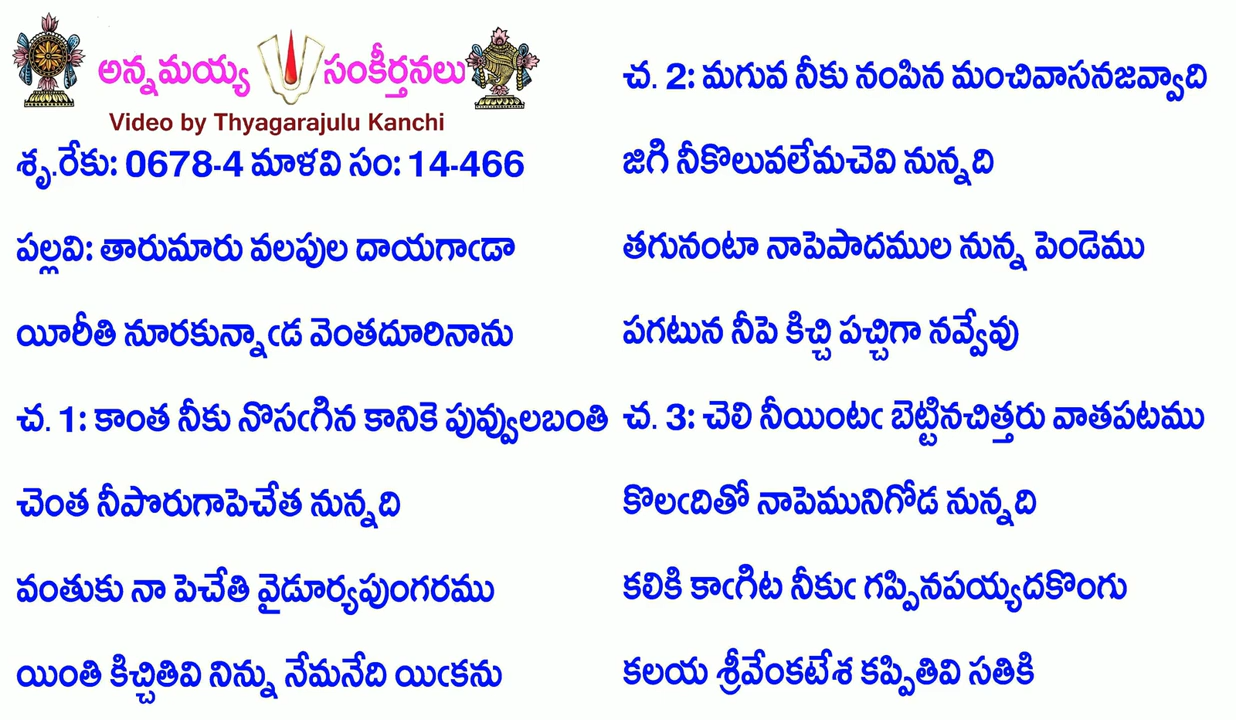 అన్నమయ్య సంకీర్తనలు
Video by Thyagarajulu Kanchi
శృ.రేకు: 0678-4 మాళవి సం: 14-466
పల్లవి: తారుమారు వలపుల దాయగాఁడా
యీరీతి నూరకున్నాఁడ వెంతదూరినాను
చ. 1: కాంత నీకు నొసఁగిన కానికె పువ్వులబంతి
చెంత నీపొరుగాపెచేత నున్నది
వంతుకు నా పెచేతి వైడూర్యపుంగరము
యింతి కిచ్చితివి నిన్ను నేమనేది యిఁకను
చ. 2: మగువ నీకు నంపిన మంచివాసనజవ్వాది
జిగి నీకొలువలేమచెవి నున్నది
తగునంటా నాపెపాదముల నున్న పెండెము
పగటున నీపె కిచ్చి పచ్చిగా నవ్వేవు
చ. 3: చెలి నీయింటఁ బెట్టినచిత్తరు వాతపటము
కొలఁదితో నాపెమునిగోడ నున్నది
కలికి కాఁగిట నీకుఁ గప్పినపయ్యదకొంగు
కలయ శ్రీవేంకటేశ కప్పితివి సతికి